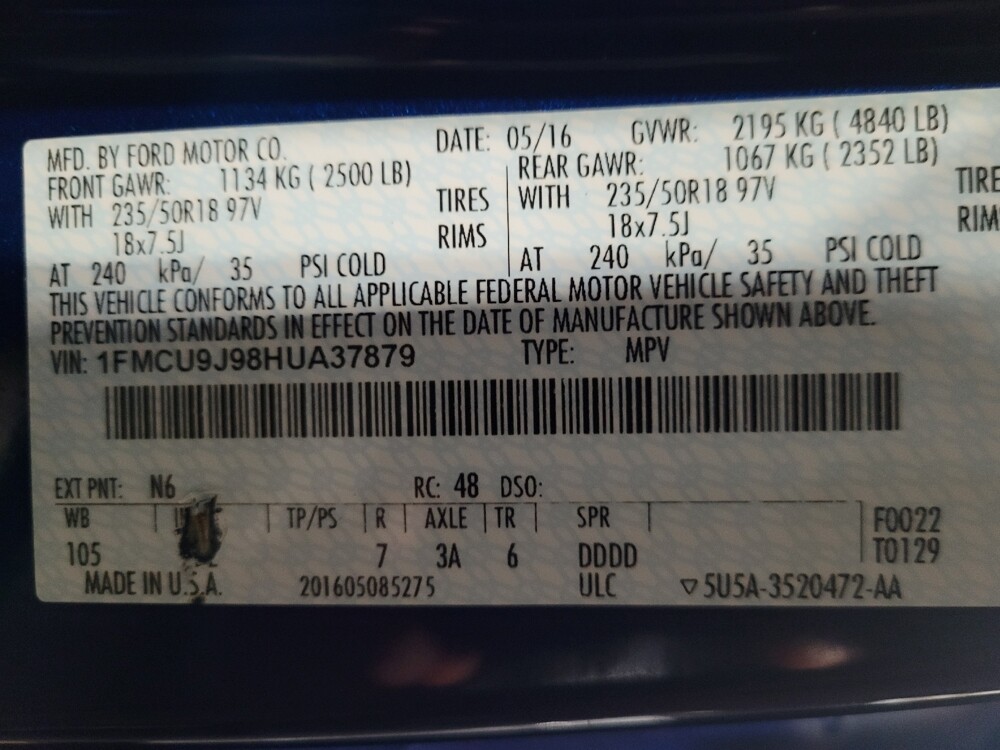 MFD. BY FORD MOTOR CO. DATE: 05/16 GVWR: 2195 KG ( 4840 LB)
FRONT GAWR: 1134 KG ( 2500 LB) REAR GAWR: 1067 KG ( 2352 LB)
WITH 235/50R18 97V TIRES WITH 235/50R18 97V TIRE
18x7.5J RIMS 18x7.5J RIM
AT 240 kPa/ 35 PSI COLD AT 240 kPa/ 35 PSI COLD
THIS VEHICLE CONFORMS TO ALL APPLICABLE FEDERAL MOTOR VEHICLE SAFETY AND THEFT
PREVENTION STANDARDS IN EFFECT ON THE DATE OF MANUFACTURE SHOWN ABOVE.
VIN: 1FMCU9J98HUA37879 TYPE: MPV
EXT PNT: N6 RC: 48 DSO:
WB TP/PS R AXLE TR SPR F0022
105 7 3A 6 DDDD T0129
MADE IN U.S.A. 201605085275 ULC ▽5U5A-3520472-AA